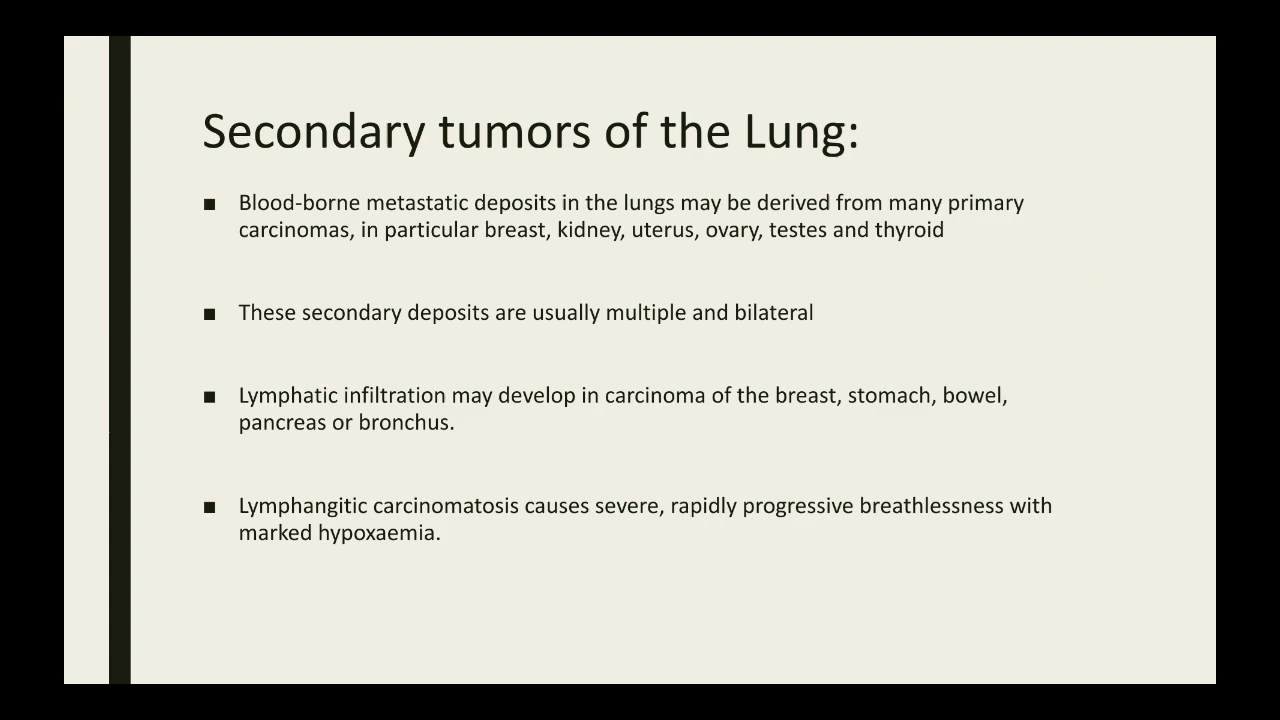 Secondary tumors of the Lung:
▪ Blood-borne metastatic deposits in the lungs may be derived from many primary
carcinomas, in particular breast, kidney, uterus, ovary, testes and thyroid
▪ These secondary deposits are usually multiple and bilateral
▪ Lymphatic infiltration may develop in carcinoma of the breast, stomach, bowel,
pancreas or bronchus.
▪ Lymphangitic carcinomatosis causes severe, rapidly progressive breathlessness with
marked hypoxaemia.